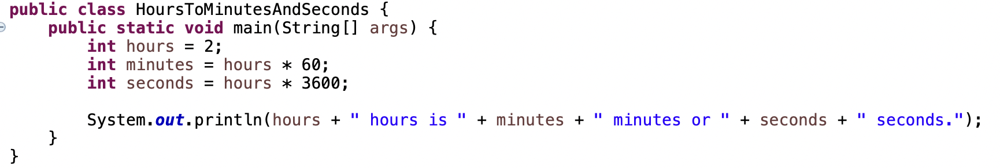 public class HoursToMinutesAndSeconds {
    public static void main(String[] args) {
        int hours = 2;
        int minutes = hours * 60;
        int seconds = hours * 3600;

        System.out.println(hours + " hours is " + minutes + " minutes or " + seconds + " seconds.");
    }
}